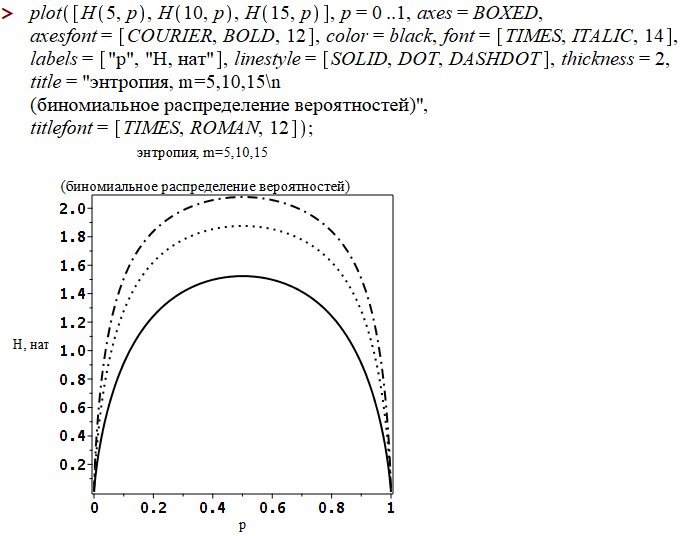 > plot([H(5, p), H(10, p), H(15, p)], p = 0 ..1, axes = BOXED,
axesfont = [COURIER, BOLD, 12], color = black, font = [TIMES, ITALIC, 14],
labels = ["p", "H, нат"], linestyle = [SOLID, DOT, DASHDOT], thickness = 2,
title = "энтропия, m=5,10,15\n
(биномиальное распределение вероятностей)",
titlefont = [TIMES, ROMAN, 12]);
энтропия, m=5,10,15
(биномиальное распределение вероятностей)
2.0
1.8
1.6
1.4
1.2
H, нат
1.0
0.8
0.6
0.4
0.2
0 0.2 0.4 0.6 0.8 1
p